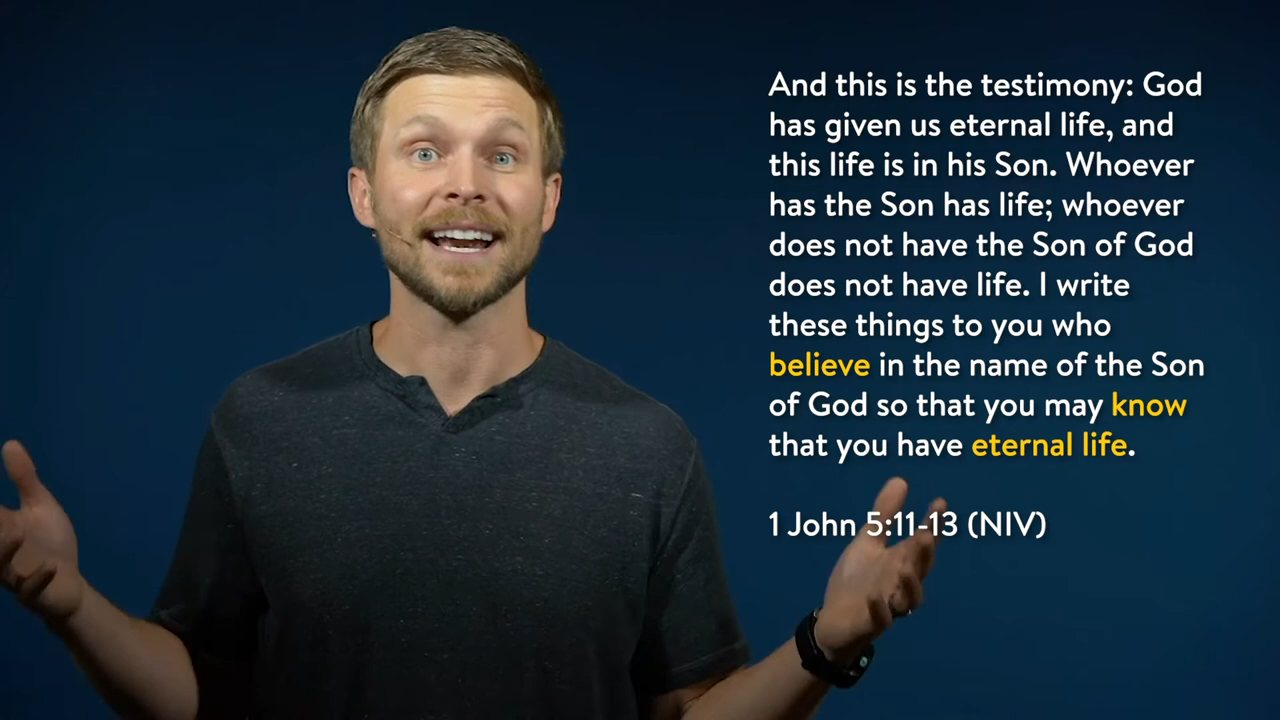 And this is the testimony: God
has given us eternal life, and
this life is in his Son. Whoever
has the Son has life; whoever
does not have the Son of God
does not have life. I write
these things to you who
believe in the name of the Son
of God so that you may know
that you have eternal life.
1 John 5:11-13 (NIV)